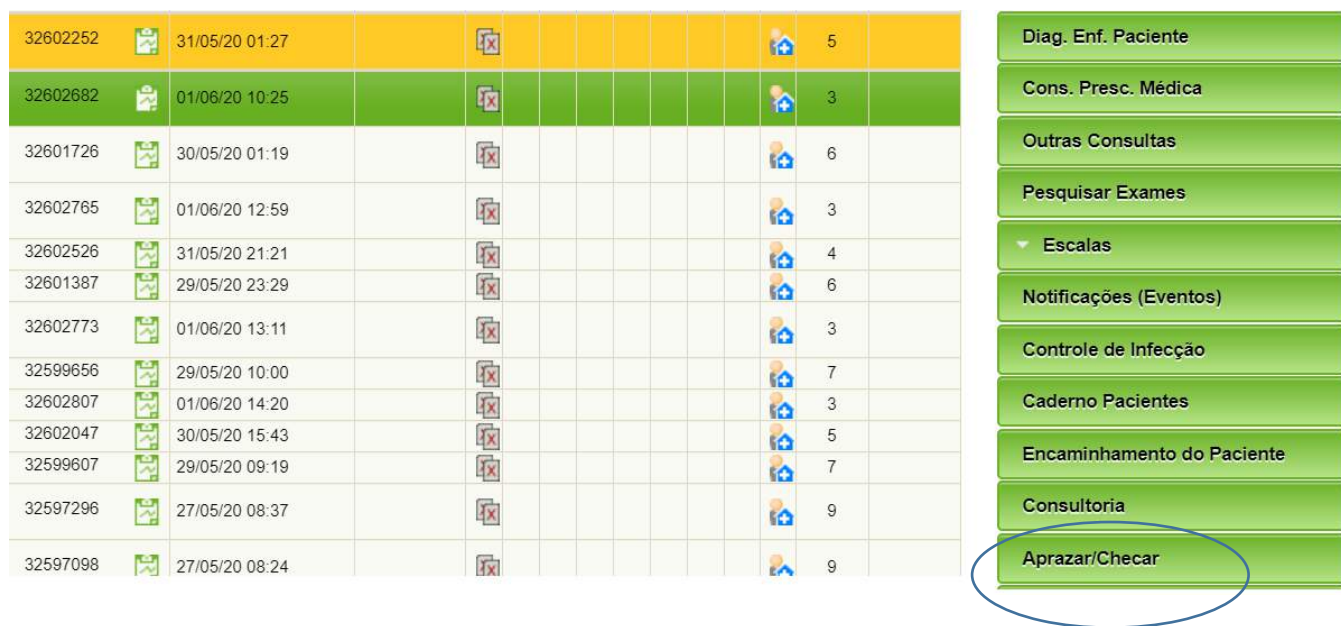 32602252 31/05/20 01:27 5
32602682 01/06/20 10:25 3
32601726 30/05/20 01:19 6
32602765 01/06/20 12:59 3
32602526 31/05/20 21:21 4
32601387 29/05/20 23:29 6
32602773 01/06/20 13:11 3
32599656 29/05/20 10:00 7
32602807 01/06/20 14:20 3
32602047 30/05/20 15:43 5
32599607 29/05/20 09:19 7
32597296 27/05/20 08:37 9
32597098 27/05/20 08:24 9
Diag. Enf. Paciente
Cons. Presc. Médica
Outras Consultas
Pesquisar Exames
Escalas
Notificações (Eventos)
Controle de Infecção
Caderno Pacientes
Encaminhamento do Paciente
Consultoria
Aprazar/Checar